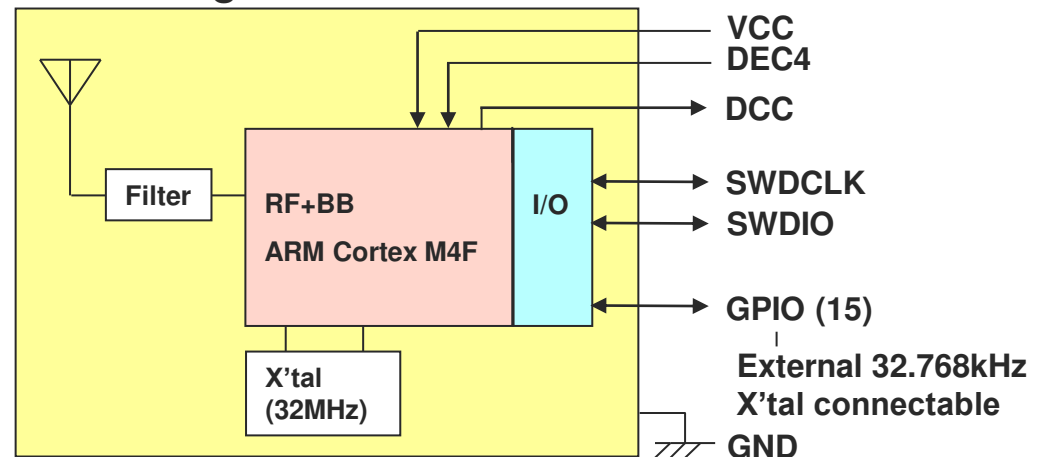 VCC
DEC4
DCC
Filter
RF+BB
ARM Cortex M4F
I/O
SWDCLK
SWDIO
GPIO (15)
External 32.768kHz
X'tal connectable
X'tal
(32MHz)
GND